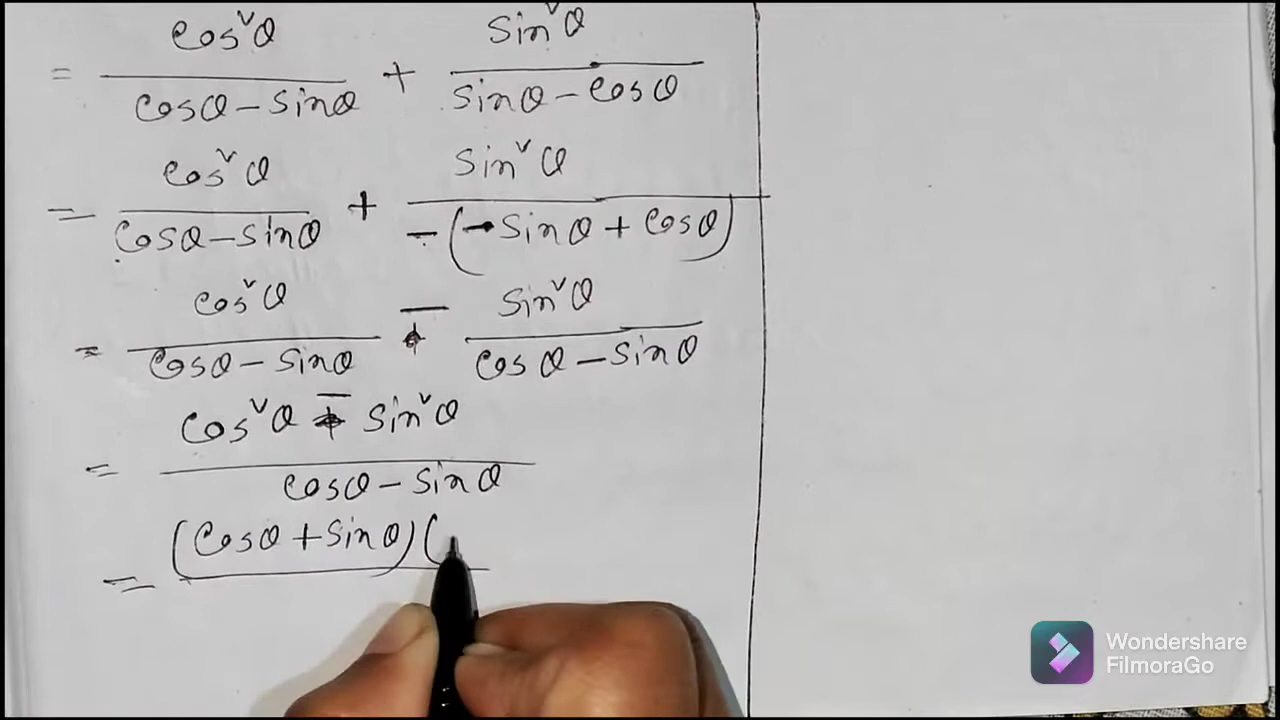 = cos²θ / (cosθ - sinθ) + sin²θ / (sinθ - cosθ)
= cos²θ / (cosθ - sinθ) + sin²θ / -(-sinθ + cosθ)
= cos²θ / (cosθ - sinθ) - sin²θ / (cosθ - sinθ)
= (cos²θ - sin²θ) / (cosθ - sinθ)
= (cosθ + sinθ)(
Wondershare
FilmoraGo